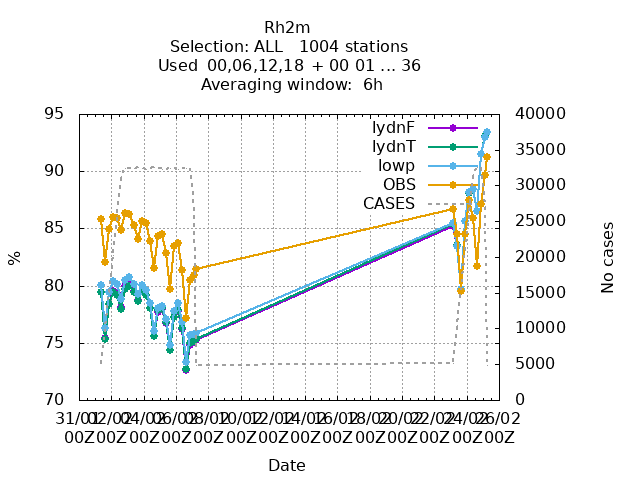 Rh2m
Selection: ALL   1004 stations
Used 00,06,12,18 + 00 01 ... 36
Averaging window:  6h
95 40000
lydnF
lydnT
lowp
OBS
CASES
90 35000
30000
85 25000
20000
80 15000
10000
75 5000
70 0
%
No cases
31/01 02/02 04/02 06/02 08/02 10/02 12/02 14/02 16/02 18/02 20/02 22/02 24/02 26/02
00Z 00Z 00Z 00Z 00Z 00Z 00Z 00Z 00Z 00Z 00Z 00Z 00Z 00Z
Date